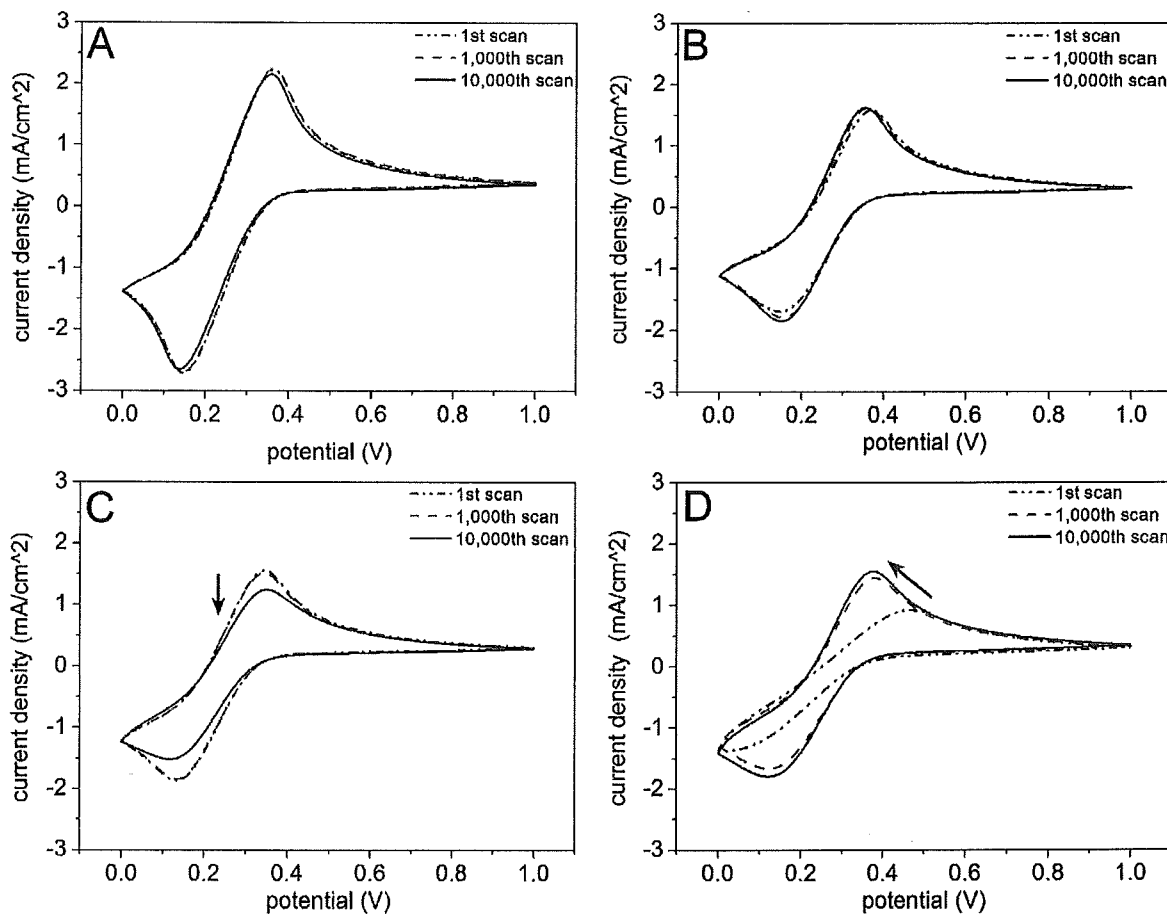 A
1st scan
1,000th scan
10,000th scan
current density (mA/cm^2)
3
2
1
0
-1
-2
-3
0.0 0.2 0.4 0.6 0.8 1.0
potential (V)
B
1st scan
1,000th scan
10,000th scan
current density (mA/cm^2)
3
2
1
0
-1
-2
-3
0.0 0.2 0.4 0.6 0.8 1.0
potential (V)
C
1st scan
1,000th scan
10,000th scan
current density (mA/cm^2)
3
2
1
0
-1
-2
-3
0.0 0.2 0.4 0.6 0.8 1.0
potential (V)
D
1st scan
1,000th scan
10,000th scan
current density (mA/cm^2)
3
2
1
0
-1
-2
-3
0.0 0.2 0.4 0.6 0.8 1.0
potential (V)